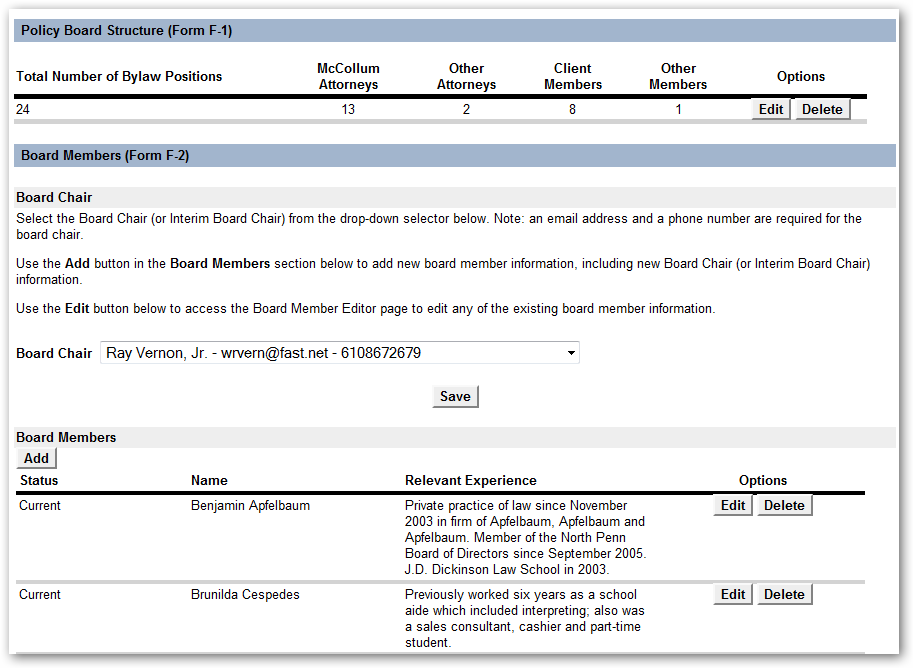 Policy Board Structure (Form F-1)
Total Number of Bylaw Positions McCollum Attorneys Other Attorneys Client Members Other Members Options
24 13 2 8 1 Edit Delete
Board Members (Form F-2)
Board Chair
Select the Board Chair (or Interim Board Chair) from the drop-down selector below. Note: an email address and a phone number are required for the
board chair.
Use the Add button in the Board Members section below to add new board member information, including new Board Chair (or Interim Board Chair)
information.
Use the Edit button below to access the Board Member Editor page to edit any of the existing board member information.
Board Chair Ray Vernon, Jr. - wrvern@fast.net - 6108672679
Save
Board Members
Add
Status Name Relevant Experience Options
Current Benjamin Apfelbaum Private practice of law since November Edit Delete
2003 in firm of Apfelbaum, Apfelbaum and
Apfelbaum. Member of the North Penn
Board of Directors since September 2005.
J.D. Dickinson Law School in 2003.
Current Brunilda Cespedes Previously worked six years as a school Edit Delete
aide which included interpreting; also was
a sales consultant, cashier and part-time
student.